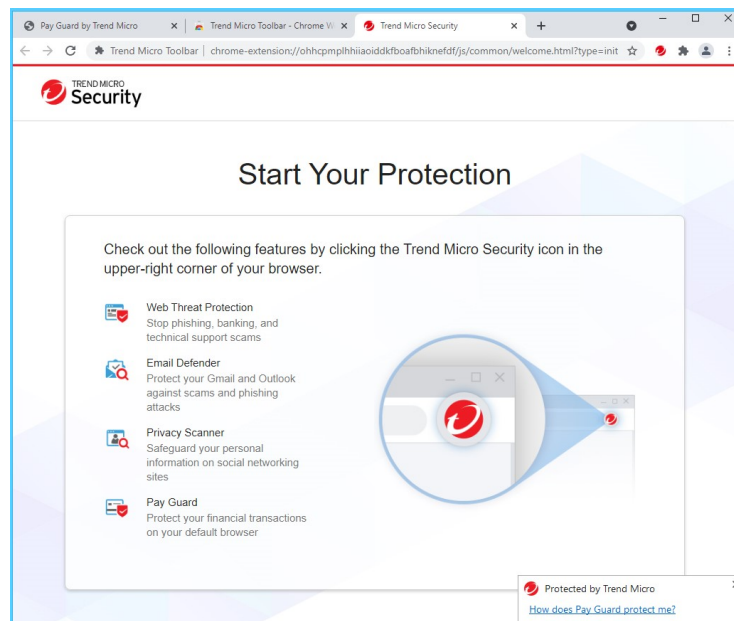 Pay Guard by Trend Micro
Trend Micro Toolbar - Chrome W
Trend Micro Security
Trend Micro Toolbar | chrome-extension://ohhcpmplhhiiaoiddkfboafbhiknefdf/js/common/welcome.html?type=init
TREND MICRO
Security
Start Your Protection
Check out the following features by clicking the Trend Micro Security icon in the
upper-right corner of your browser.
Web Threat Protection
Stop phishing, banking, and
technical support scams
Email Defender
Protect your Gmail and Outlook
against scams and phishing
attacks
Privacy Scanner
Safeguard your personal
information on social networking
sites
Pay Guard
Protect your financial transactions
on your default browser
Protected by Trend Micro
How does Pay Guard protect me?